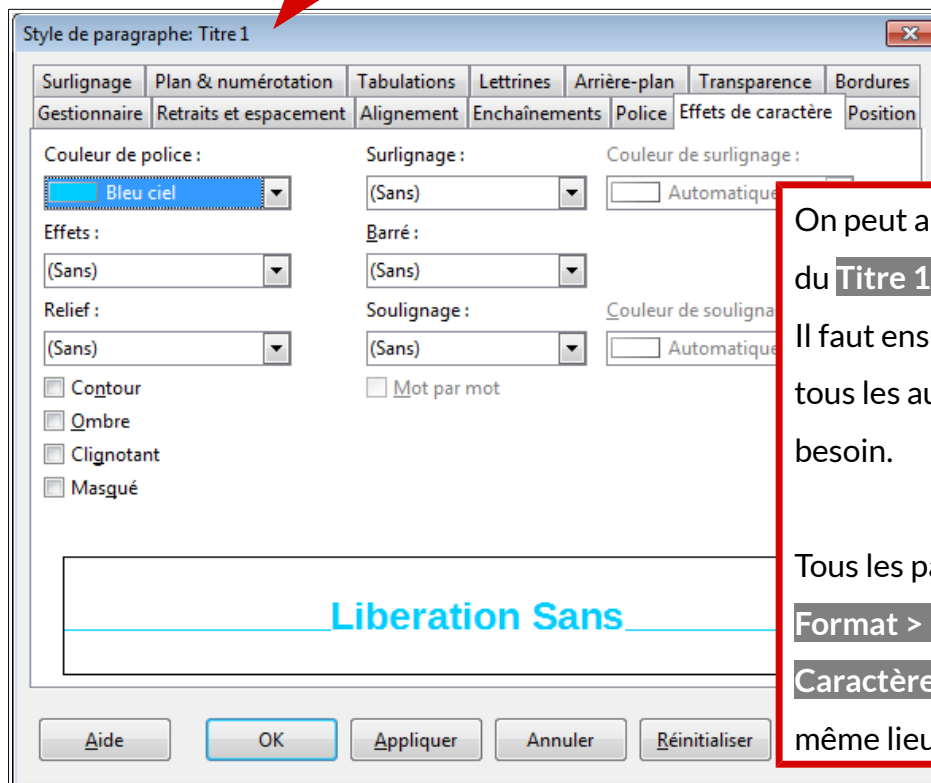 Style de paragraphe: Titre 1
Surlignage Plan & numérotation Tabulations Lettrines Arrière-plan Transparence Bordures
Gestionnaire Retraits et espacement Alignement Enchaînements Police Effets de caractère Position
Couleur de police : Surlignage : Couleur de surlignage :
Bleu ciel (Sans) Automatique
Effets : Barré :
(Sans) (Sans)
Relief : Soulignage : Couleur de souligna
(Sans) (Sans) Automatique
Contour Mot par mot
Ombre
Clignotant
Masqué
Liberation Sans
Aide OK Appliquer Annuler Réinitialiser
On peut a
du Titre 1
Il faut ens
tous les au
besoin.
Tous les pa
Format >
Caractère
même lieu